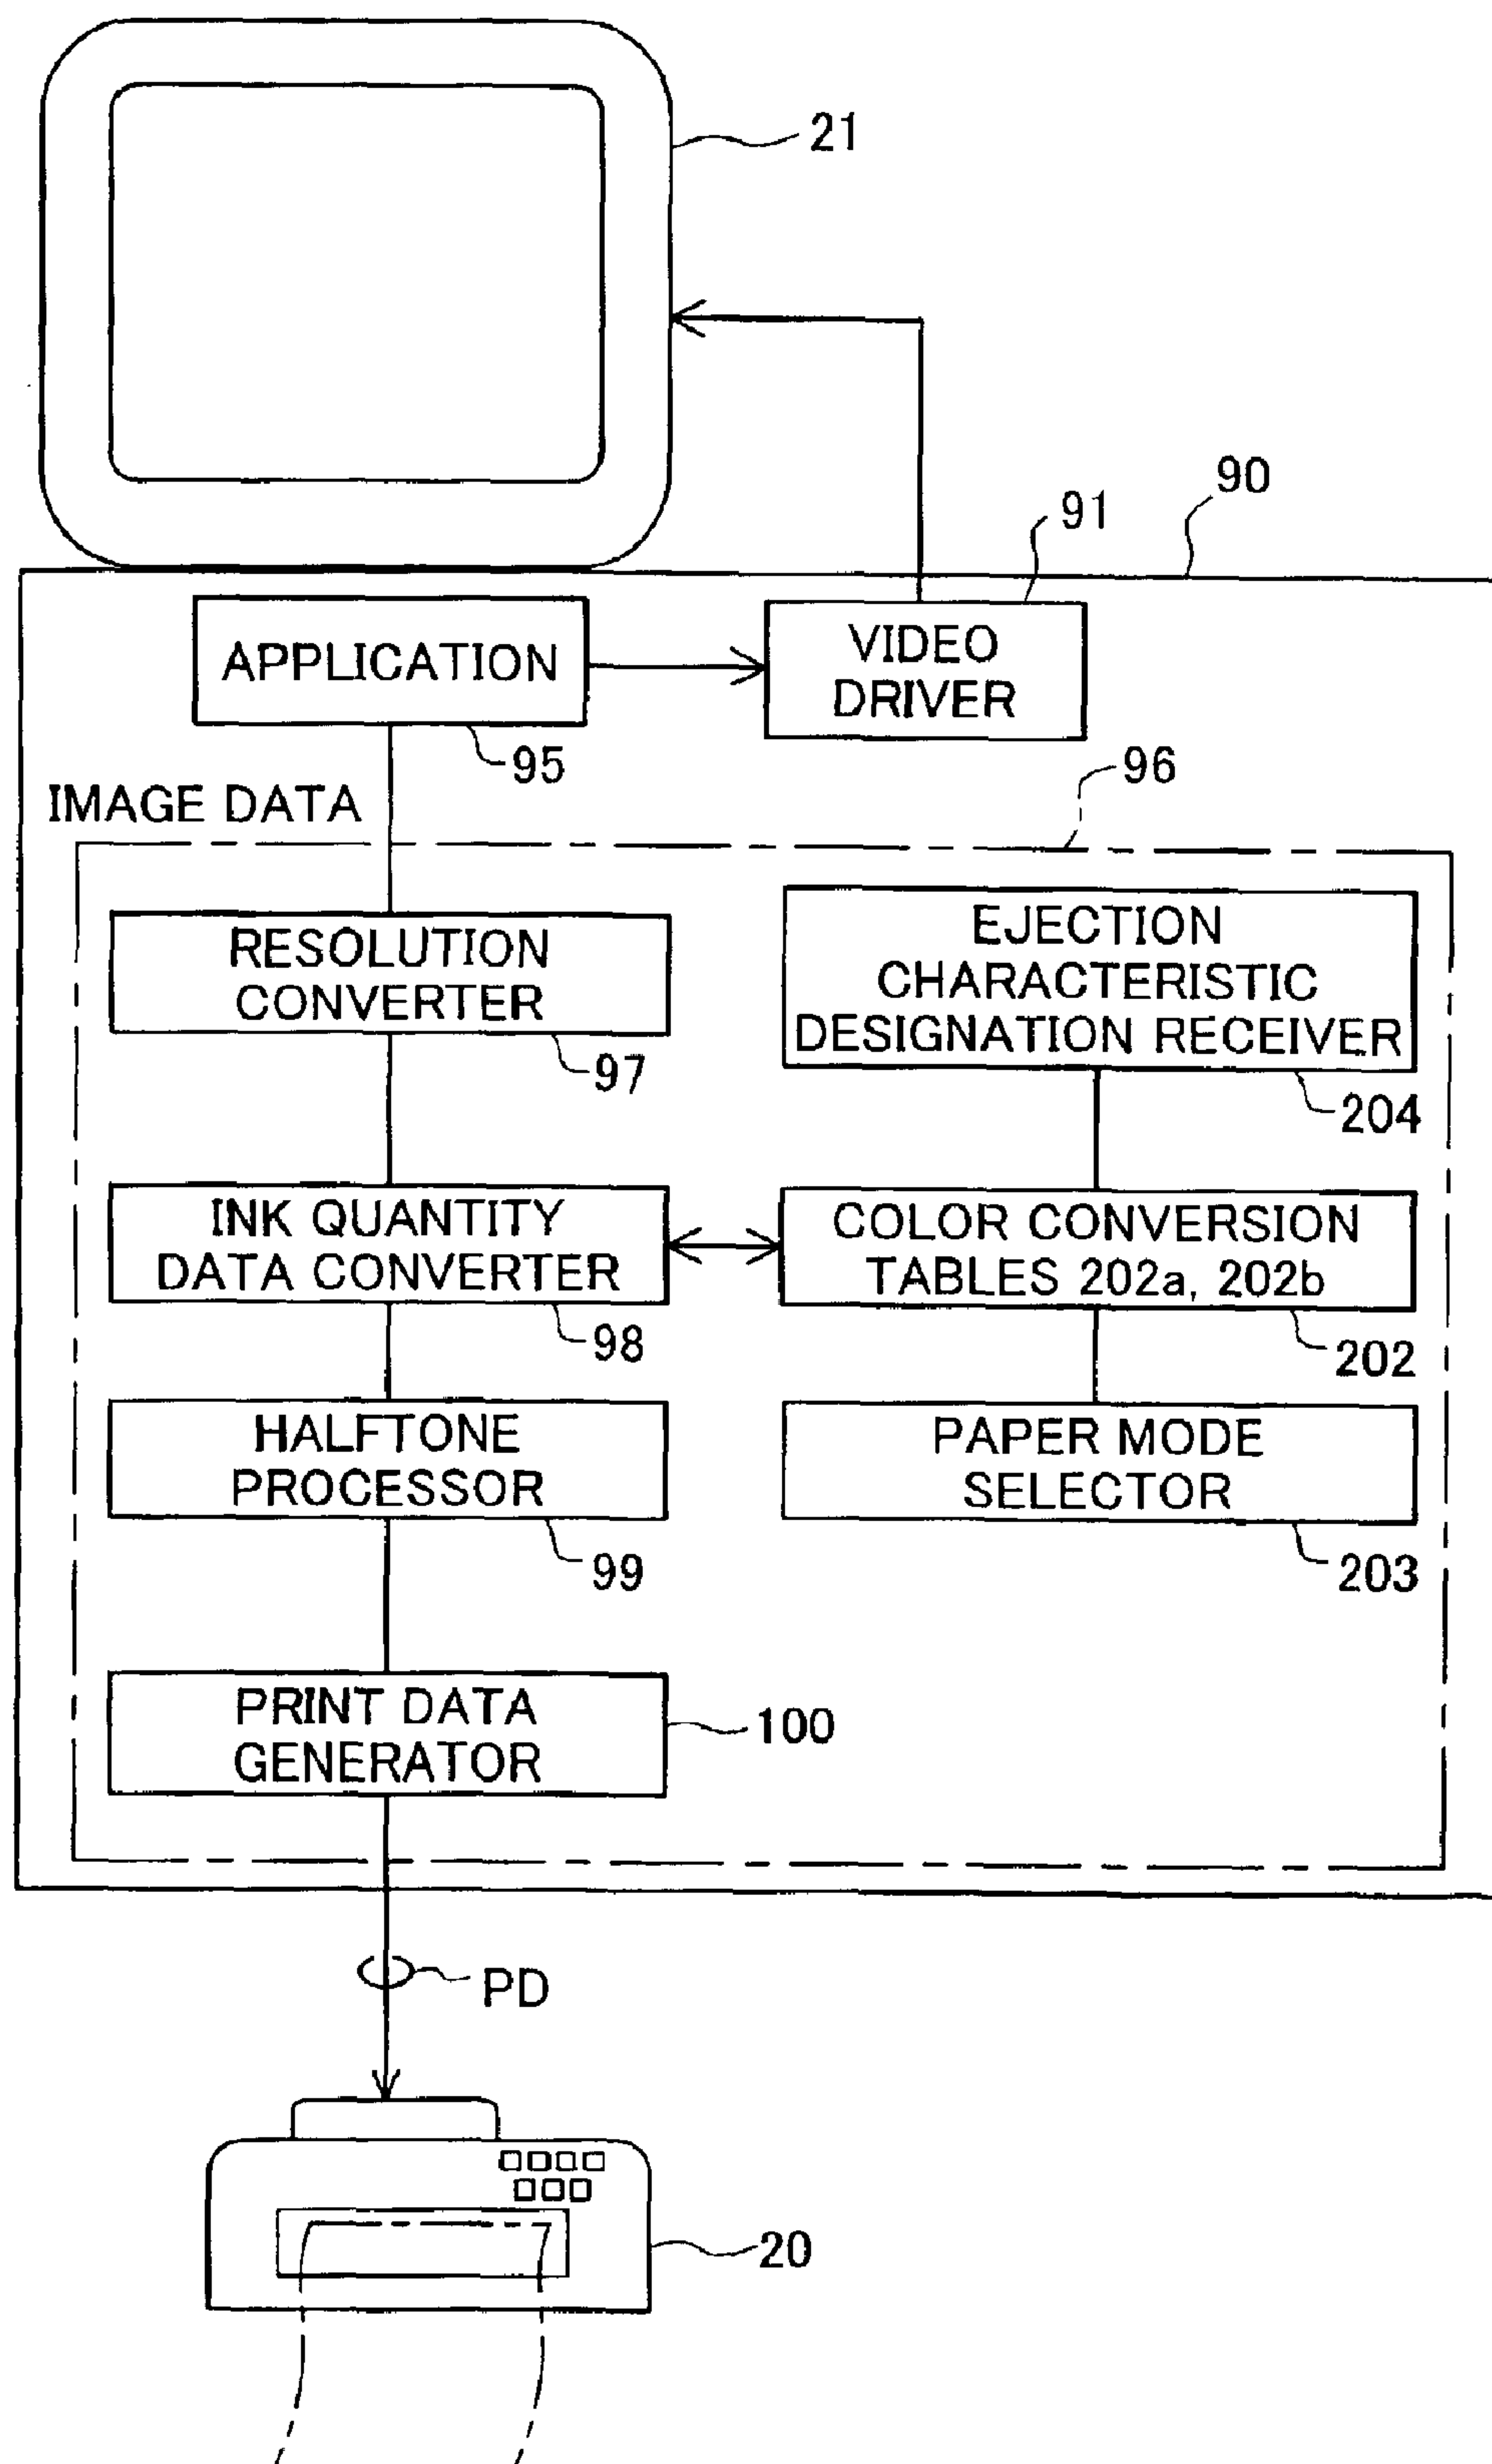 21
90
91
APPLICATION
VIDEO
DRIVER
95
96
IMAGE DATA
RESOLUTION
CONVERTER
97
EJECTION
CHARACTERISTIC
DESIGNATION RECEIVER
204
INK QUANTITY
DATA CONVERTER
98
COLOR CONVERSION
TABLES 202a, 202b
202
HALFTONE
PROCESSOR
99
PAPER MODE
SELECTOR
203
PRINT DATA
GENERATOR
100
PD
20